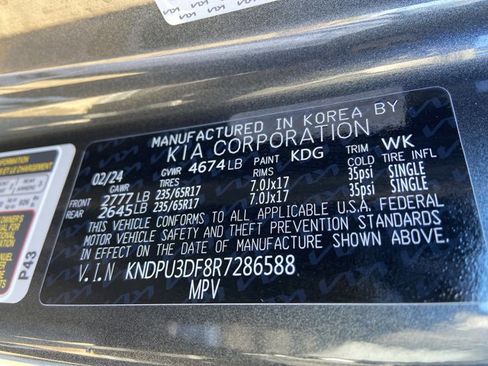 MANUFACTURED IN KOREA BY
KIA CORPORATION
02/24 GVWR 4674LB PAINT KDG TRIM WK
GAWR TIRES RIMS COLD TIRE INFL
FRONT 2777LB 235/65R17 7.0Jx17 35psi SINGLE
REAR 2645LB 235/65R17 7.0Jx17 35psi SINGLE
THIS VEHICLE CONFORMS TO ALL APPLICABLE U.S.A. FEDERAL
MOTOR VEHICLE SAFETY AND THEFT PREVENTION STANDARDS
IN EFFECT ON THE DATE OF MANUFACTURE SHOWN ABOVE.
V.I.N KNDPU3DF8R7286588
MPV
P43